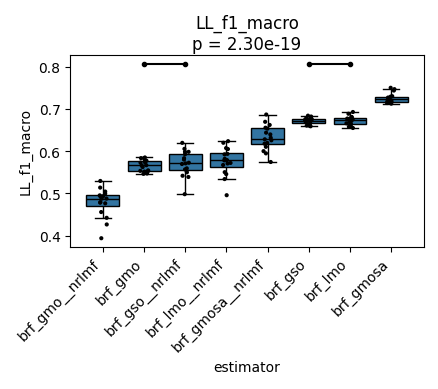 LL_f1_macro
p = 2.30e-19
LL_f1_macro
0.8
0.7
0.6
0.5
0.4
brf_gmo__nrlmf
brf_gmo
brf_gso__nrlmf
brf_lmo__nrlmf
brf_gmosa__nrlmf
brf_gso
brf_lmo
brf_gmosa
estimator